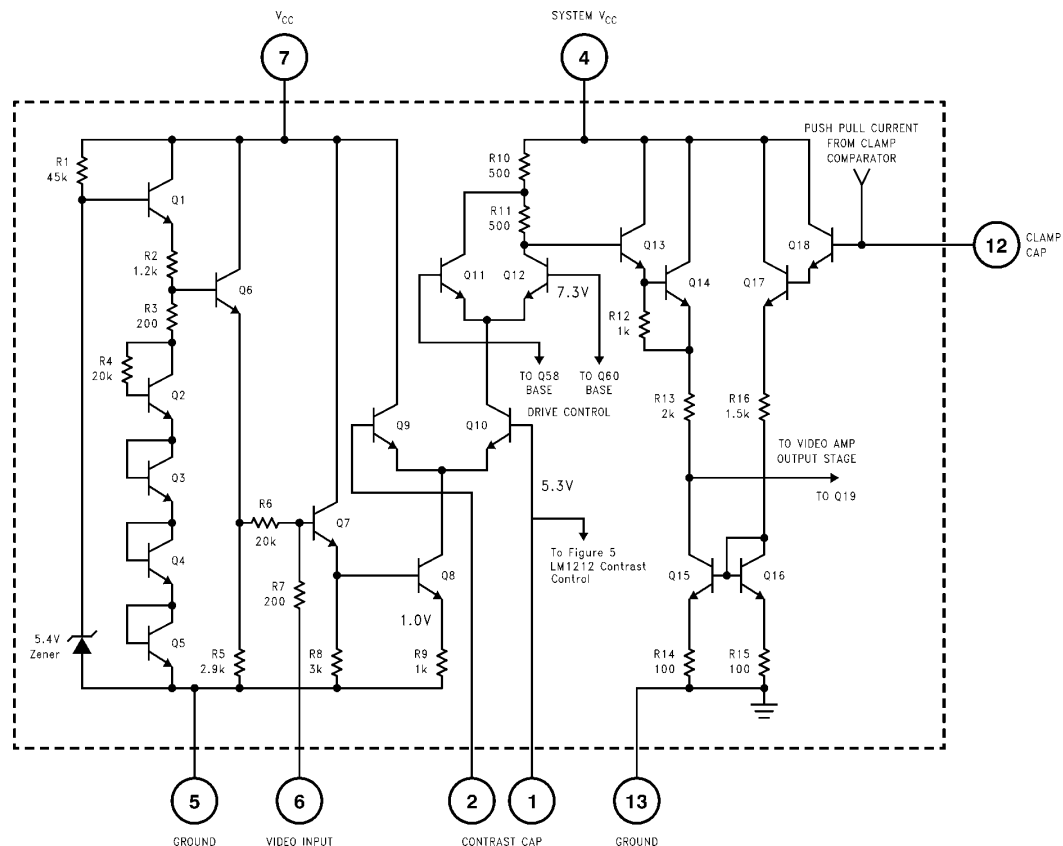 V_CC
SYSTEM V_CC
7
4
PUSH PULL CURRENT
FROM CLAMP
COMPARATOR
R1
45k
Q1
R2
1.2k
R3
200
R4
20k
Q2
Q3
Q4
Q5
5.4V
Zener
Q6
R5
2.9k
R6
20k
R7
200
Q7
R8
3k
Q8
1.0V
R9
1k
Q9
Q10
5.3V
To Figure 5
LM1212 Contrast
Control
R10
500
R11
500
Q11
Q12
7.3V
TO Q58
BASE
TO Q60
BASE
DRIVE CONTROL
Q13
Q14
R12
1k
R13
2k
Q17
Q18
R16
1.5k
12
CLAMP
CAP
TO VIDEO AMP
OUTPUT STAGE
TO Q19
Q15
Q16
R14
100
R15
100
5
6
2
1
13
GROUND
VIDEO INPUT
CONTRAST CAP
GROUND